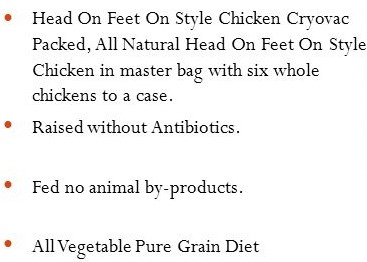 • Head On Feet On Style Chicken Cryovac
Packed, All Natural Head On Feet On Style
Chicken in master bag with six whole
chickens to a case.
• Raised without Antibiotics.
• Fed no animal by-products.
• All Vegetable Pure Grain Diet